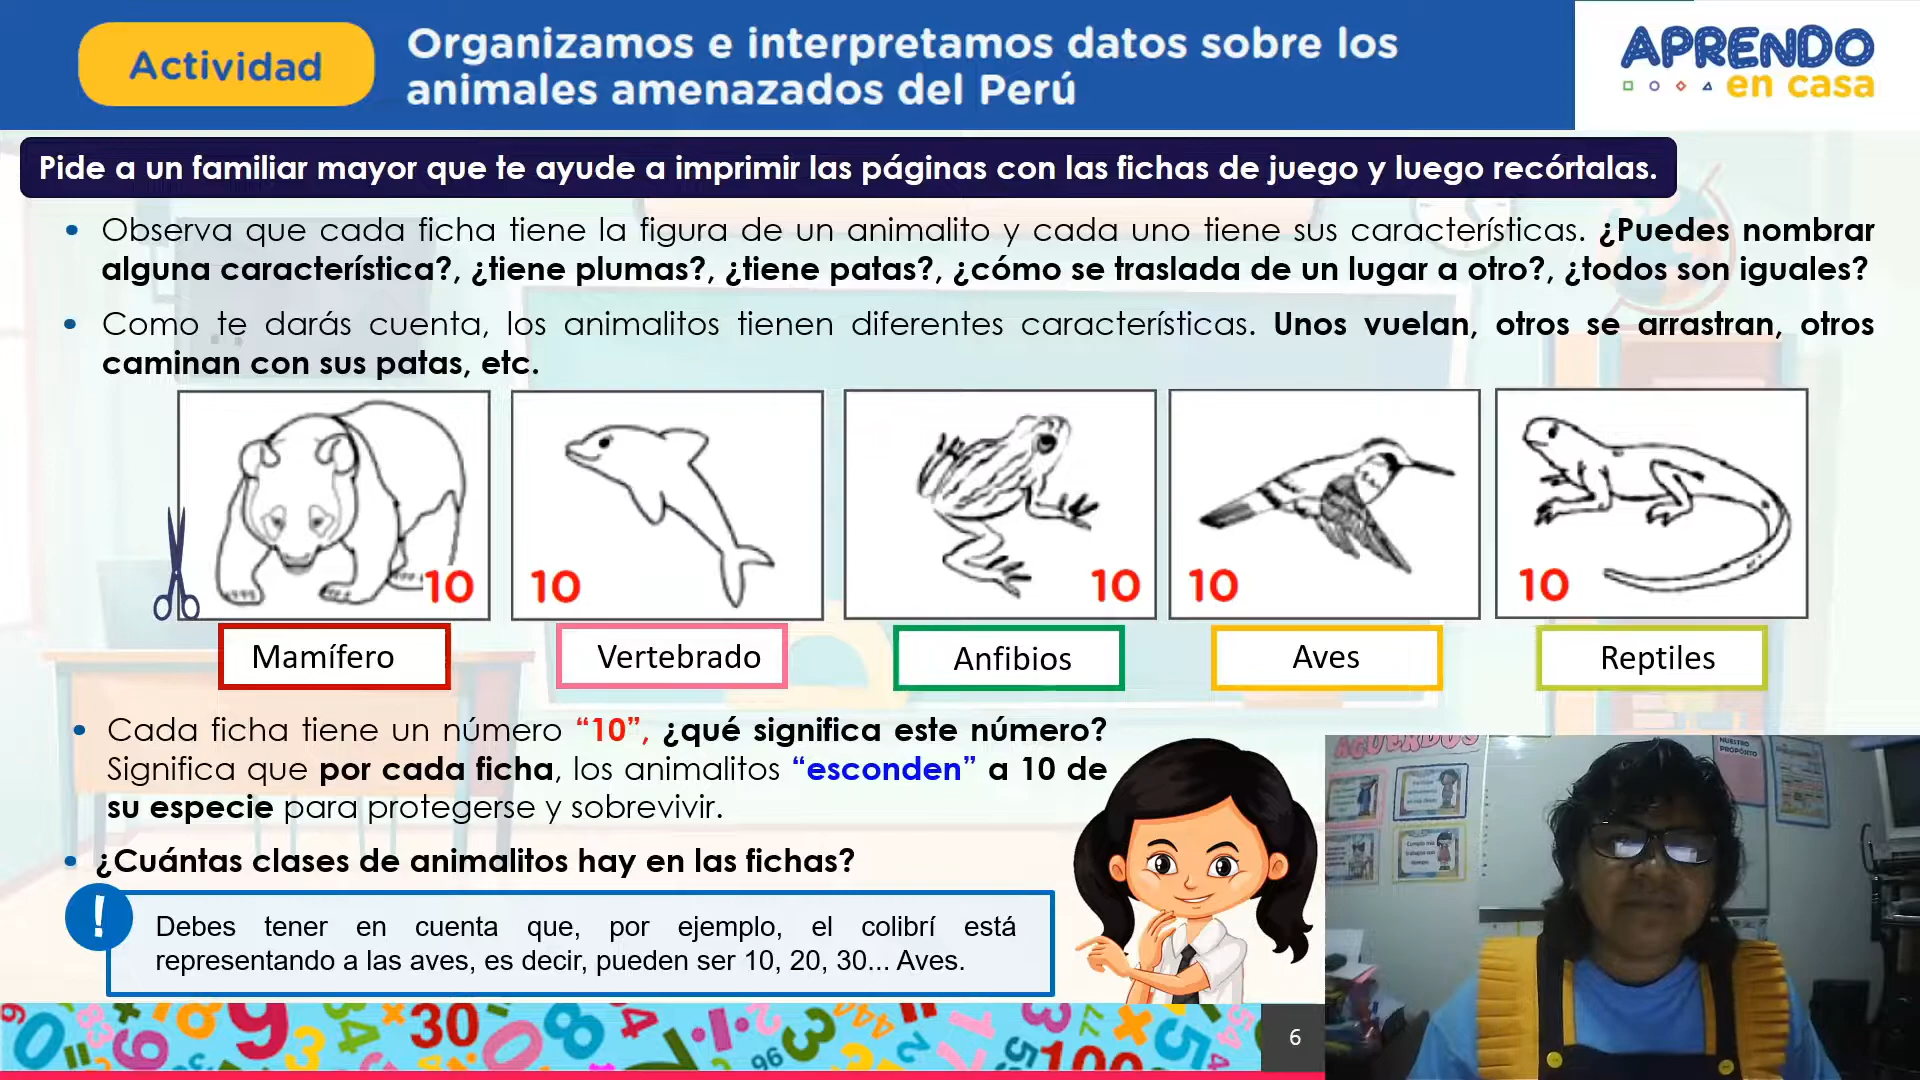 Actividad
Organizamos e interpretamos datos sobre los
animales amenazados del Perú
APRENDO
en casa
Pide a un familiar mayor que te ayude a imprimir las páginas con las fichas de juego y luego recórtalas.
• Observa que cada ficha tiene la figura de un animalito y cada uno tiene sus características. ¿Puedes nombrar
alguna característica?, ¿tiene plumas?, ¿tiene patas?, ¿cómo se traslada de un lugar a otro?, ¿todos son iguales?
• Como te darás cuenta, los animalitos tienen diferentes características. Unos vuelan, otros se arrastran, otros
caminan con sus patas, etc.
10 10 10 10 10
Mamífero Vertebrado Anfibios Aves Reptiles
• Cada ficha tiene un número “10”, ¿qué significa este número?
Significa que por cada ficha, los animalitos “esconden” a 10 de
su especie para protegerse y sobrevivir.
• ¿Cuántas clases de animalitos hay en las fichas?
!
Debes tener en cuenta que, por ejemplo, el colibrí está
representando a las aves, es decir, pueden ser 10, 20, 30... Aves.
ACUERDOS
NUESTRO
PROPÓSITO
6